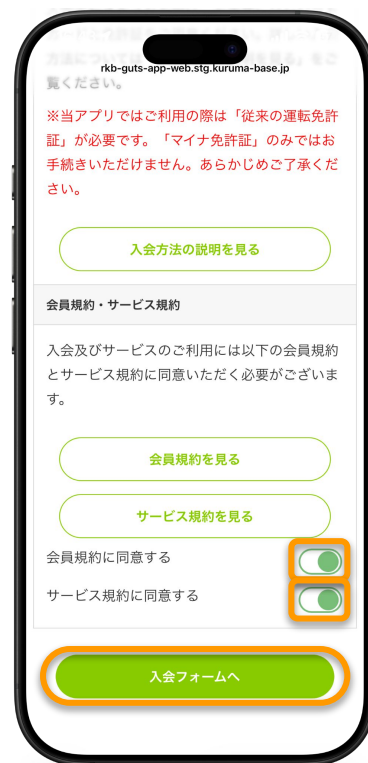 rkb-guts-app-web.stg.kuruma-base.jp
覧ください。
※当アプリではご利用の際は「従来の運転免許
証」が必要です。「マイナ免許証」のみではお
手続きいただけません。あらかじめご了承くだ
さい。
入会方法の説明を見る
会員規約・サービス規約
入会及びサービスのご利用には以下の会員規約
とサービス規約に同意いただく必要がございま
す。
会員規約を見る
サービス規約を見る
会員規約に同意する
サービス規約に同意する
入会フォームへ